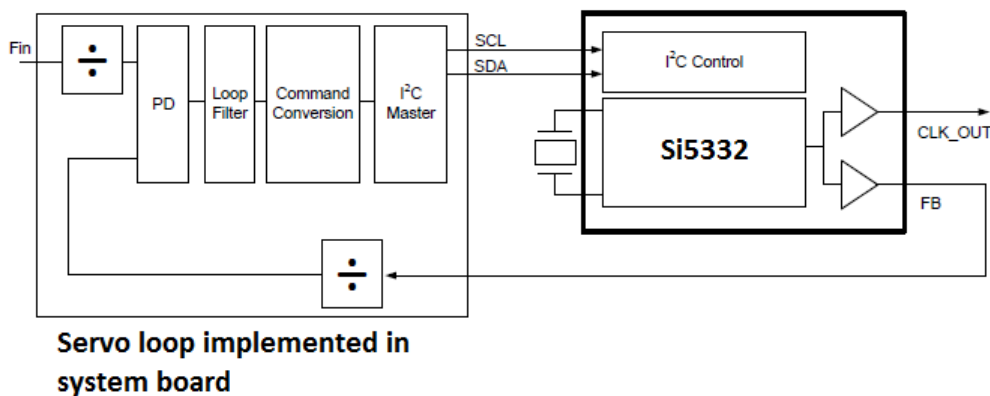 Fin
÷
PD
Loop
Filter
Command
Conversion
I²C
Master
SCL
SDA
I²C Control
Si5332
CLK_OUT
FB
÷
Servo loop implemented in
system board